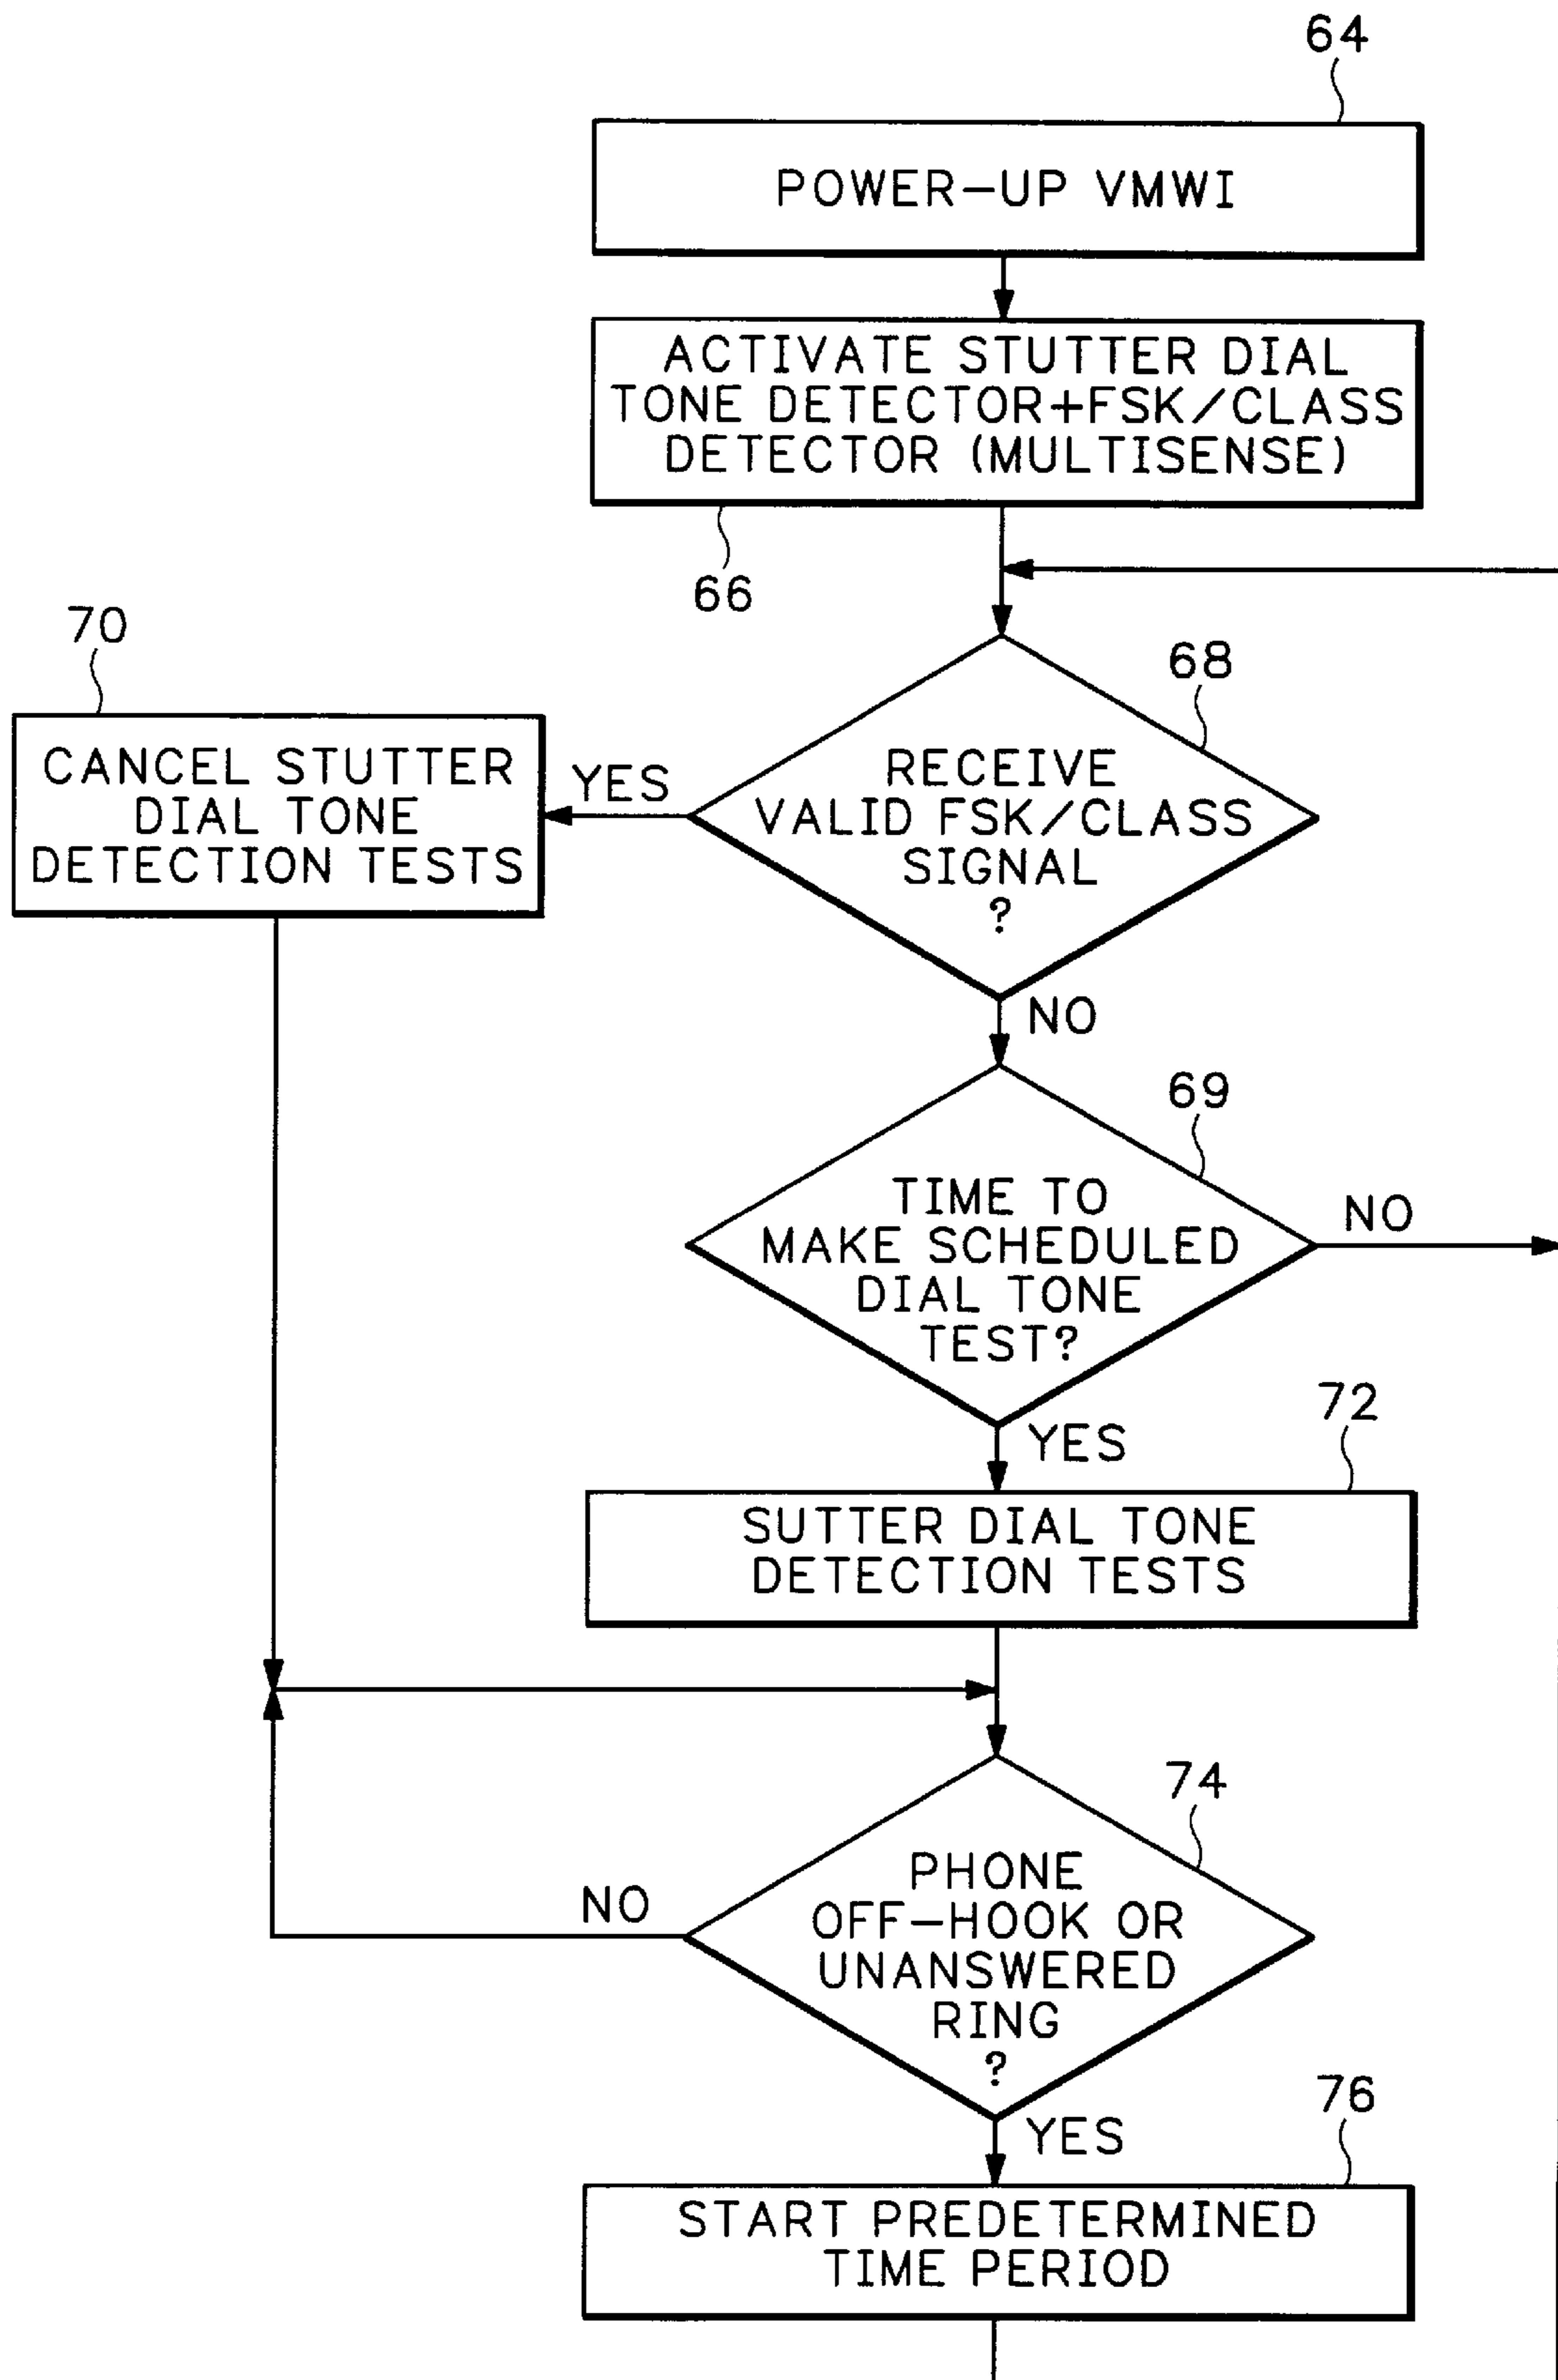 64
POWER-UP VMWI
ACTIVATE STUTTER DIAL
TONE DETECTOR+FSK/CLASS
DETECTOR (MULTISENSE)
66
70
68
CANCEL STUTTER
DIAL TONE
DETECTION TESTS
YES
RECEIVE
VALID FSK/CLASS
SIGNAL
?
NO
69
TIME TO
MAKE SCHEDULED
DIAL TONE
TEST?
NO
YES
72
SUTTER DIAL TONE
DETECTION TESTS
74
PHONE
OFF-HOOK OR
UNANSWERED
RING
?
NO
YES
76
START PREDETERMINED
TIME PERIOD